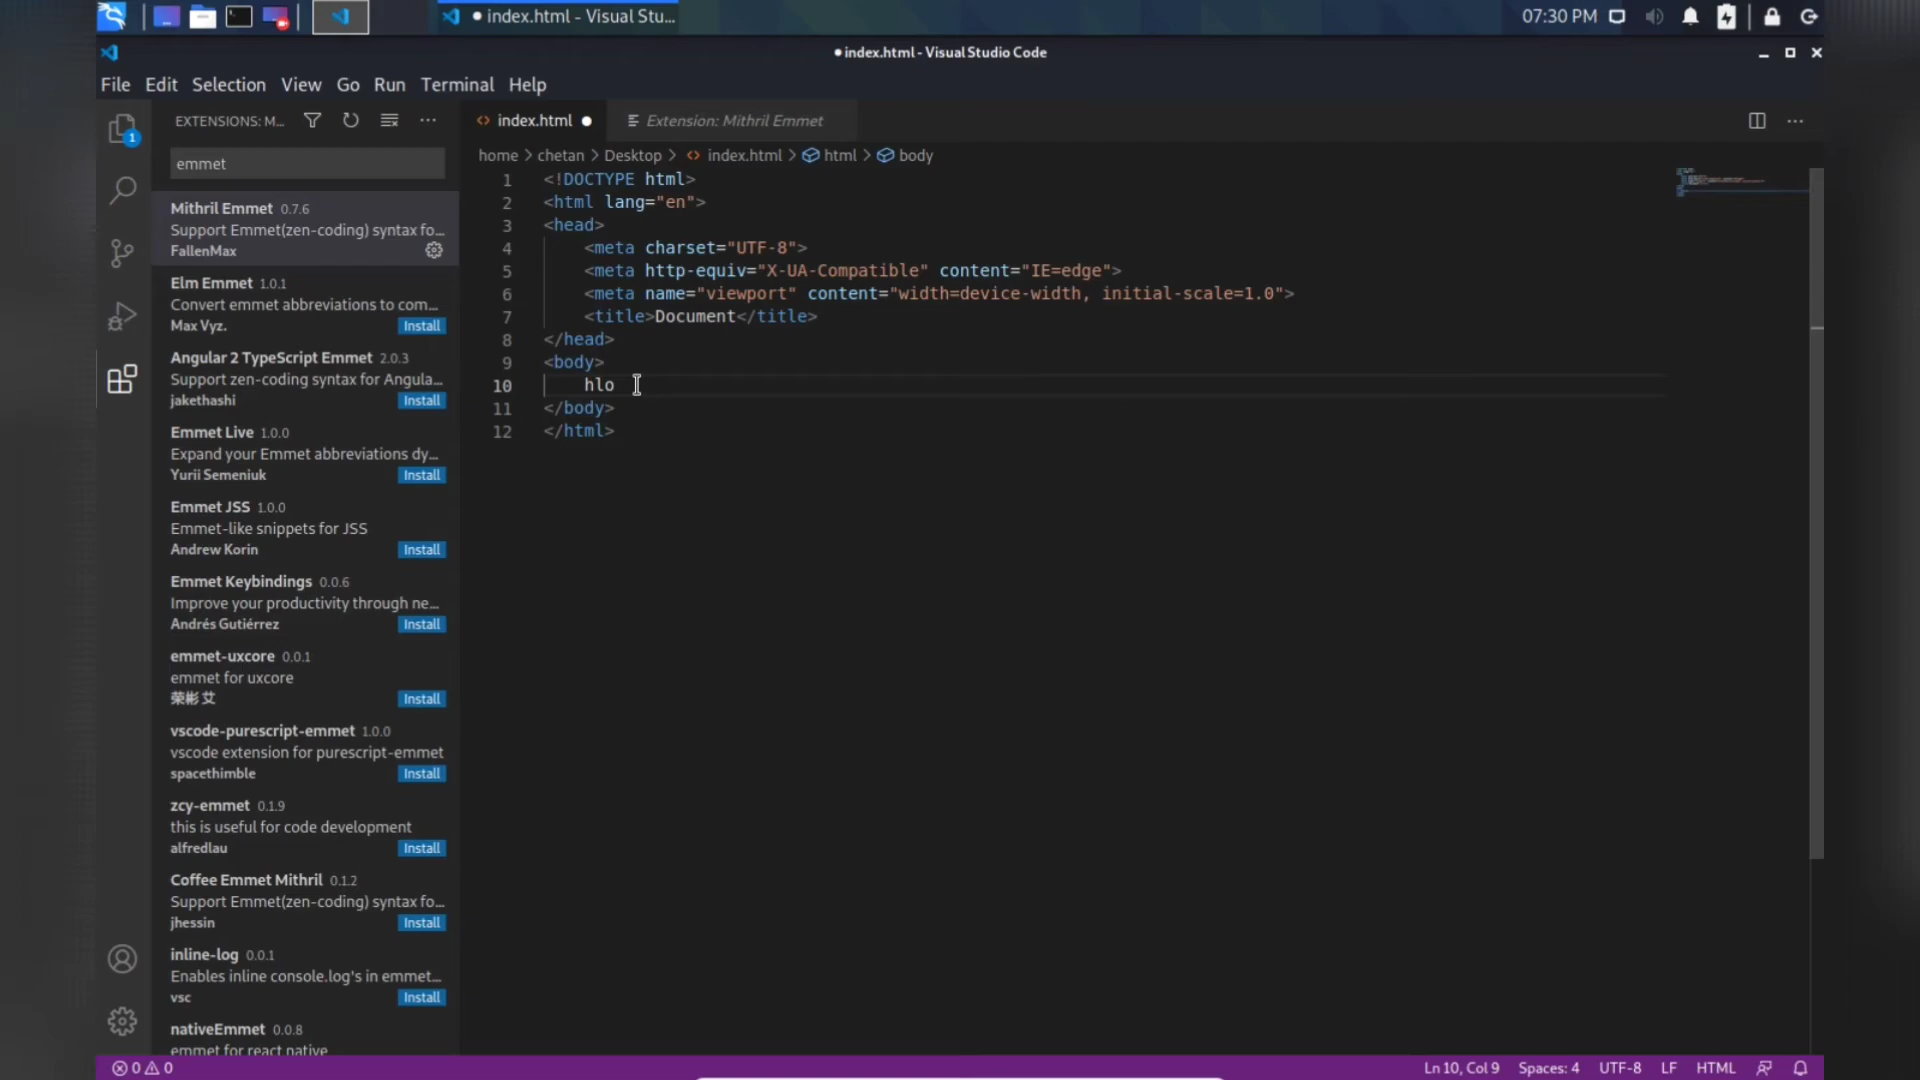 index.html - Visual Stu...
07:30 PM
index.html - Visual Studio Code
File Edit Selection View Go Run Terminal Help
1
EXTENSIONS: M...
emmet
Mithril Emmet 0.7.6
Support Emmet(zen-coding) syntax fo...
FallenMax
Elm Emmet 1.0.1
Convert emmet abbreviations to com...
Max Vyz. Install
Angular 2 TypeScript Emmet 2.0.3
Support zen-coding syntax for Angula...
jakethashi Install
Emmet Live 1.0.0
Expand your Emmet abbreviations dy...
Yurii Semeniuk Install
Emmet JSS 1.0.0
Emmet-like snippets for JSS
Andrew Korin Install
Emmet Keybindings 0.0.6
Improve your productivity through ne...
Andrés Gutiérrez Install
emmet-uxcore 0.0.1
emmet for uxcore
荣彬 艾 Install
vscode-purescript-emmet 1.0.0
vscode extension for purescript-emmet
spacethimble Install
zcy-emmet 0.1.9
this is useful for code development
alfredlau Install
Coffee Emmet Mithril 0.1.2
Support Emmet(zen-coding) syntax fo...
jhessin Install
inline-log 0.0.1
Enables inline console.log's in emmet...
vsc Install
nativeEmmet 0.0.8
emmet for react native
index.html
Extension: Mithril Emmet
home > chetan > Desktop > index.html > html > body
1 <!DOCTYPE html>
2 <html lang="en">
3 <head>
4 <meta charset="UTF-8">
5 <meta http-equiv="X-UA-Compatible" content="IE=edge">
6 <meta name="viewport" content="width=device-width, initial-scale=1.0">
7 <title>Document</title>
8 </head>
9 <body>
10 hlo
11 </body>
12 </html>
0 0
Ln 10, Col 9 Spaces: 4 UTF-8 LF HTML